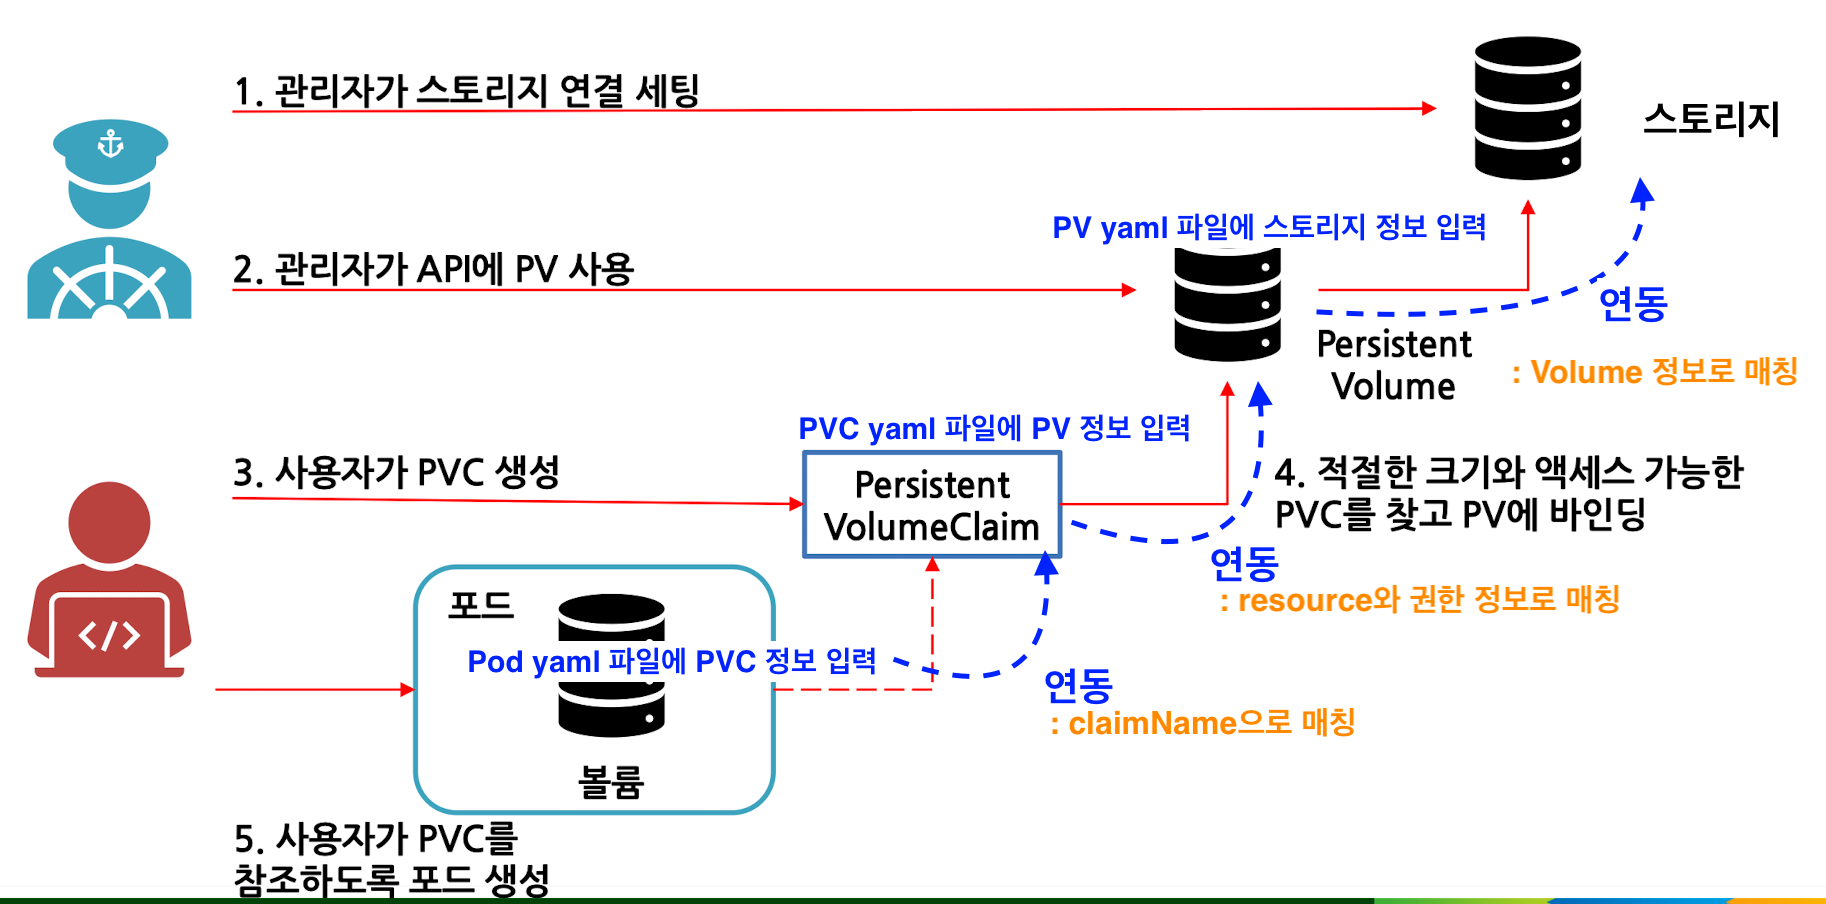 1. 관리자가 스토리지 연결 세팅
스토리지
PV yaml 파일에 스토리지 정보 입력
2. 관리자가 API에 PV 사용
연동
Persistent
Volume
: Volume 정보로 매칭
PVC yaml 파일에 PV 정보 입력
3. 사용자가 PVC 생성
Persistent
VolumeClaim
4. 적절한 크기와 액세스 가능한
PVC를 찾고 PV에 바인딩
연동
: resource와 권한 정보로 매칭
포드
</>
Pod yaml 파일에 PVC 정보 입력
연동
: claimName으로 매칭
볼륨
5. 사용자가 PVC를
참조하도록 포드 생성